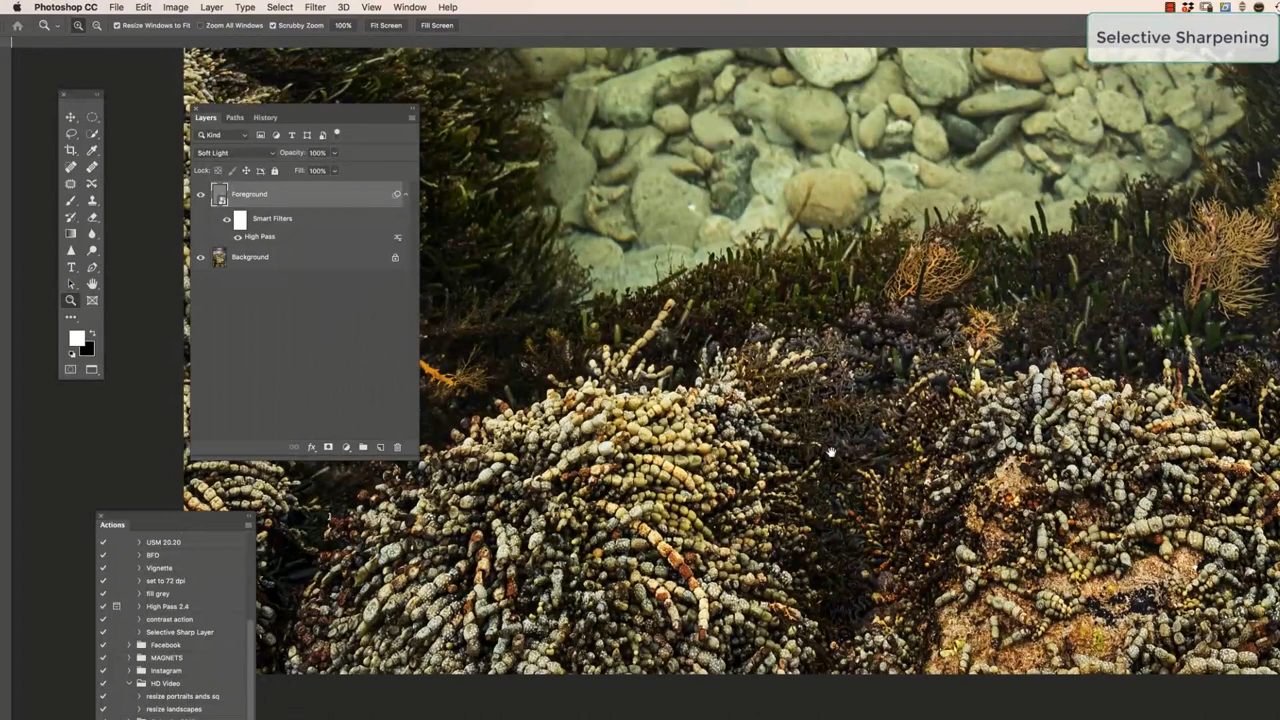 Photoshop CC File Edit Image Layer Type Select Filter 3D View Window Help
Resize Windows to Fit Zoom All Windows Scrubby Zoom 100% Fit Screen Fill Screen
Selective Sharpening
Layers Paths History
Kind
Soft Light Opacity: 100%
Lock: Fill: 100%
Foreground
Smart Filters
High Pass
Background
fx
Actions
USM 20.20
BFD
Vignette
set to 72 dpi
fill grey
High Pass 2.4
contrast action
Selective Sharp Layer
Facebook
MAGNETS
Instagram
HD Video
resize portraits ands sq
resize landscapes